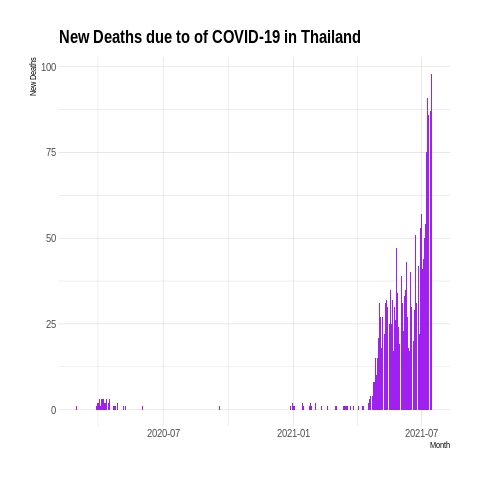 New Deaths due to of COVID-19 in Thailand
New Deaths
100
75
50
25
0
2020-07
2021-01
2021-07
Month